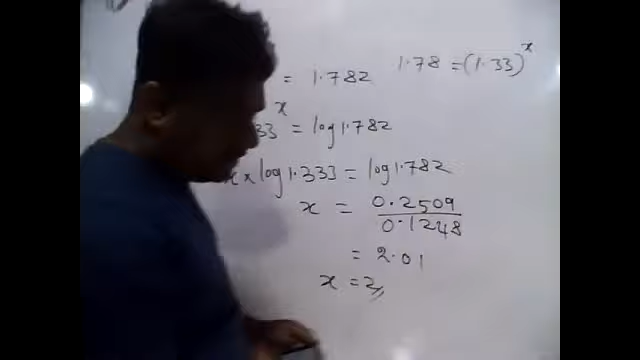 = 1.782 1.78 = (1.33)^x
33^x = log 1.782
x × log 1.333 = log 1.782
x = 0.2509 / 0.1248
= 2.01
x = 2,,